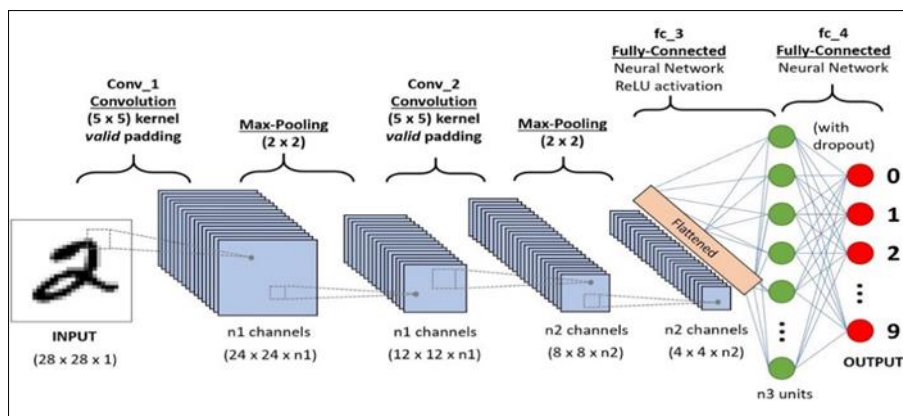 Conv_1
Convolution
(5 x 5) kernel
valid padding
Max-Pooling
(2 x 2)
Conv_2
Convolution
(5 x 5) kernel
valid padding
Max-Pooling
(2 x 2)
fc_3
Fully-Connected
Neural Network
ReLU activation
fc_4
Fully-Connected
Neural Network
(with
dropout)
2
INPUT
(28 x 28 x 1)
n1 channels
(24 x 24 x n1)
n1 channels
(12 x 12 x n1)
n2 channels
(8 x 8 x n2)
n2 channels
(4 x 4 x n2)
Flattened
n3 units
0
1
2
9
OUTPUT